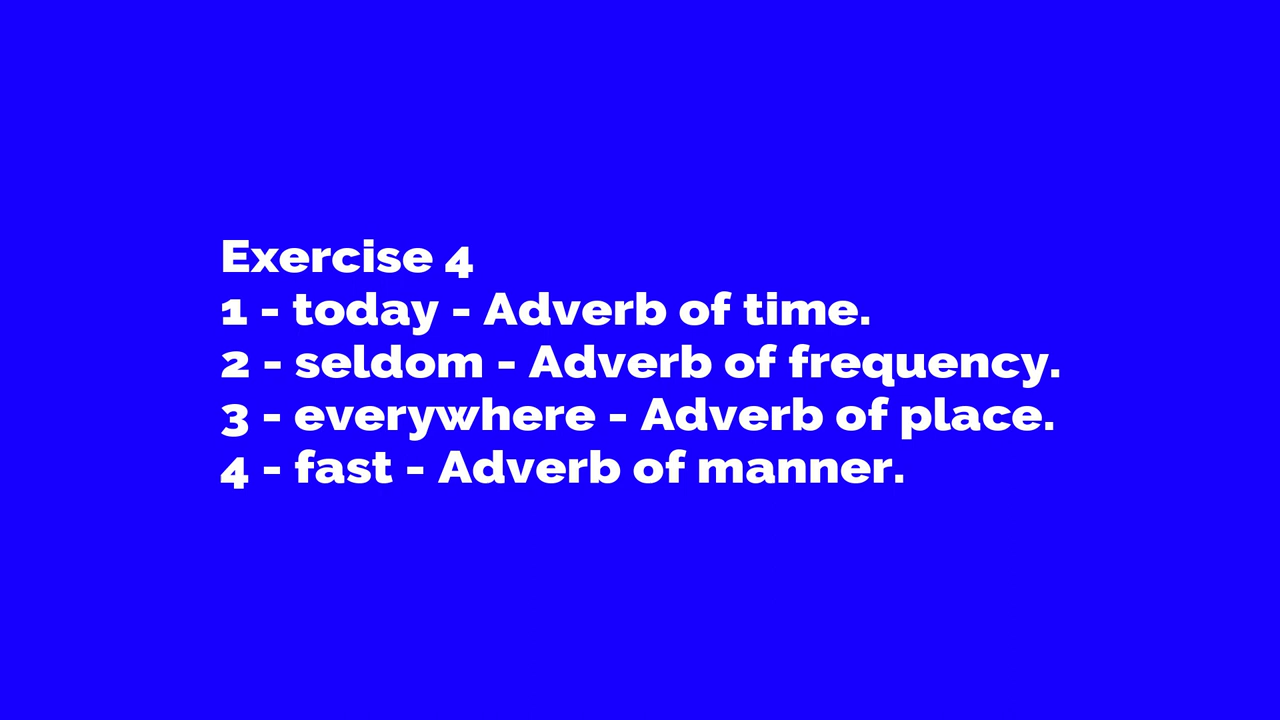 Exercise 4
1 - today - Adverb of time.
2 - seldom - Adverb of frequency.
3 - everywhere - Adverb of place.
4 - fast - Adverb of manner.